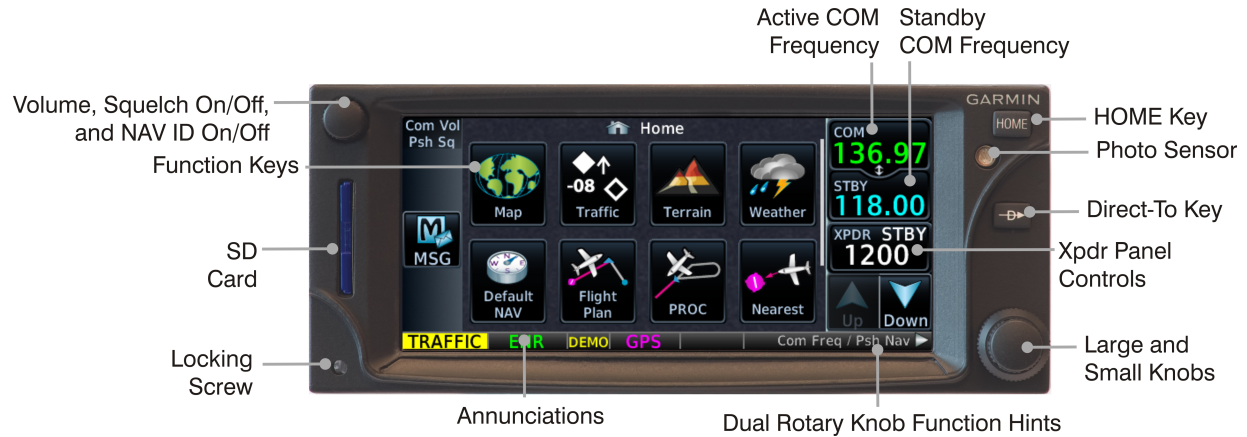 Active COM
Frequency
Standby
COM Frequency
Volume, Squelch On/Off,
and NAV ID On/Off
Function Keys
SD
Card
Locking
Screw
GARMIN
HOME
HOME Key
Photo Sensor
D
Direct-To Key
Xpdr Panel
Controls
Large and
Small Knobs
Com Vol
Psh Sq
Home
COM
136.97
STBY
118.00
XPDR STBY
1200
Map
Traffic
-08
Terrain
Weather
MSG
Default
NAV
N
Flight
Plan
PROC
Nearest
Up
Down
TRAFFIC
ENR
DEMO
GPS
Com Freq / Psh Nav
Annunciations
Dual Rotary Knob Function Hints